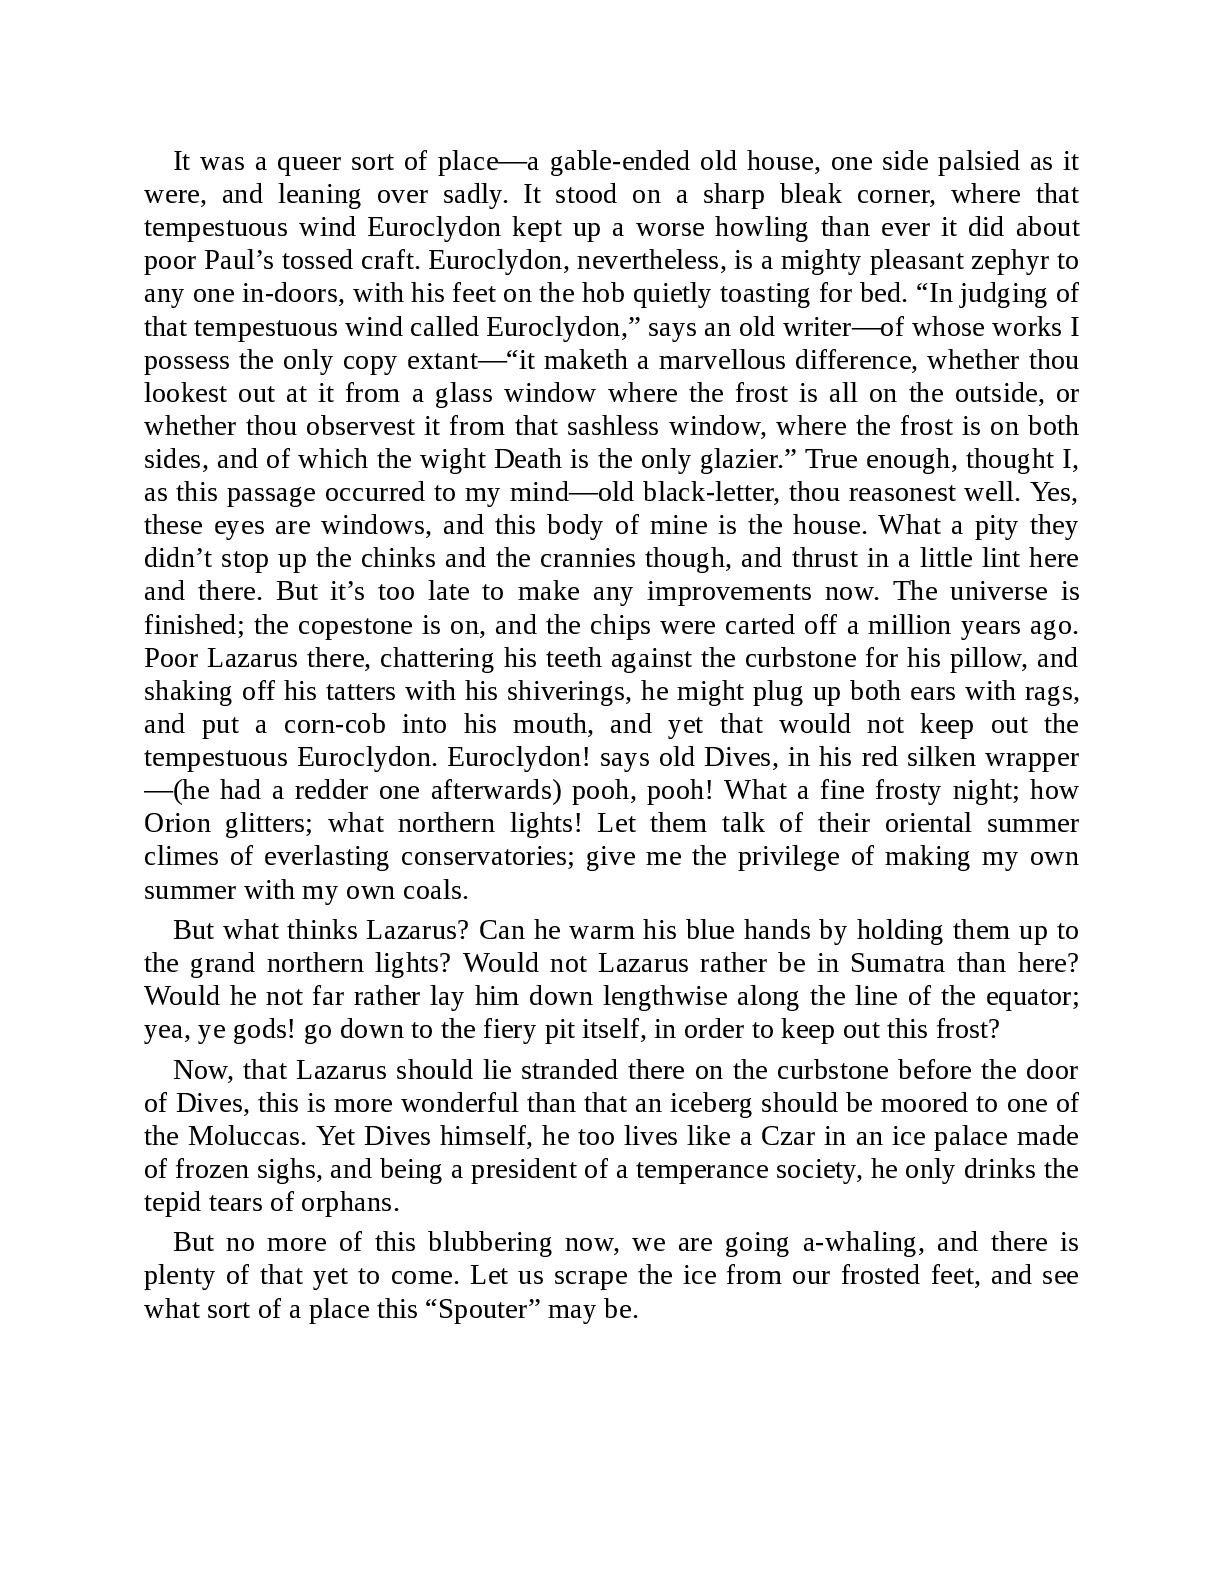 It was a queer sort of place—a gable-ended old house, one side palsied as it
were, and leaning over sadly. It stood on a sharp bleak corner, where that
tempestuous wind Euroclydon kept up a worse howling than ever it did about
poor Paul’s tossed craft. Euroclydon, nevertheless, is a mighty pleasant zephyr to
any one in-doors, with his feet on the hob quietly toasting for bed. “In judging of
that tempestuous wind called Euroclydon,” says an old writer—of whose works I
possess the only copy extant—“it maketh a marvellous difference, whether thou
lookest out at it from a glass window where the frost is all on the outside, or
whether thou observest it from that sashless window, where the frost is on both
sides, and of which the wight Death is the only glazier.” True enough, thought I,
as this passage occurred to my mind—old black-letter, thou reasonest well. Yes,
these eyes are windows, and this body of mine is the house. What a pity they
didn’t stop up the chinks and the crannies though, and thrust in a little lint here
and there. But it’s too late to make any improvements now. The universe is
finished; the copestone is on, and the chips were carted off a million years ago.
Poor Lazarus there, chattering his teeth against the curbstone for his pillow, and
shaking off his tatters with his shiverings, he might plug up both ears with rags,
and put a corn-cob into his mouth, and yet that would not keep out the
tempestuous Euroclydon. Euroclydon! says old Dives, in his red silken wrapper
—(he had a redder one afterwards) pooh, pooh! What a fine frosty night; how
Orion glitters; what northern lights! Let them talk of their oriental summer
climes of everlasting conservatories; give me the privilege of making my own
summer with my own coals.
But what thinks Lazarus? Can he warm his blue hands by holding them up to
the grand northern lights? Would not Lazarus rather be in Sumatra than here?
Would he not far rather lay him down lengthwise along the line of the equator;
yea, ye gods! go down to the fiery pit itself, in order to keep out this frost?
Now, that Lazarus should lie stranded there on the curbstone before the door
of Dives, this is more wonderful than that an iceberg should be moored to one of
the Moluccas. Yet Dives himself, he too lives like a Czar in an ice palace made
of frozen sighs, and being a president of a temperance society, he only drinks the
tepid tears of orphans.
But no more of this blubbering now, we are going a-whaling, and there is
plenty of that yet to come. Let us scrape the ice from our frosted feet, and see
what sort of a place this “Spouter” may be.